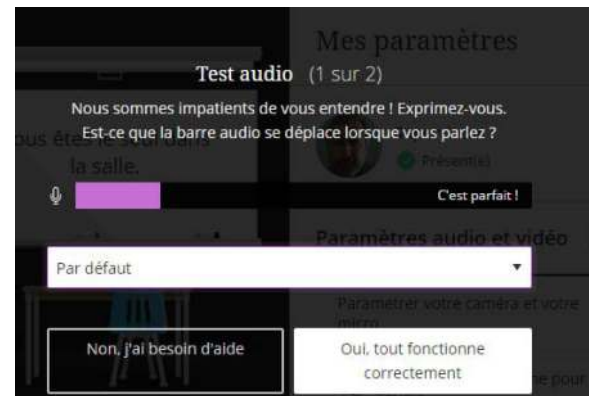 Mes paramètres
Test audio (1 sur 2)
Nous sommes impatients de vous entendre ! Exprimez-vous.
Est-ce que la barre audio se déplace lorsque vous parlez ?
êtes le seul dans
la salle.
Présent(e)
C'est parfait !
Paramètres audio et vidéo
Par défaut
Paramétrer votre caméra et votre
micro
Non, j'ai besoin d'aide
Oui, tout fonctionne
correctement
pour